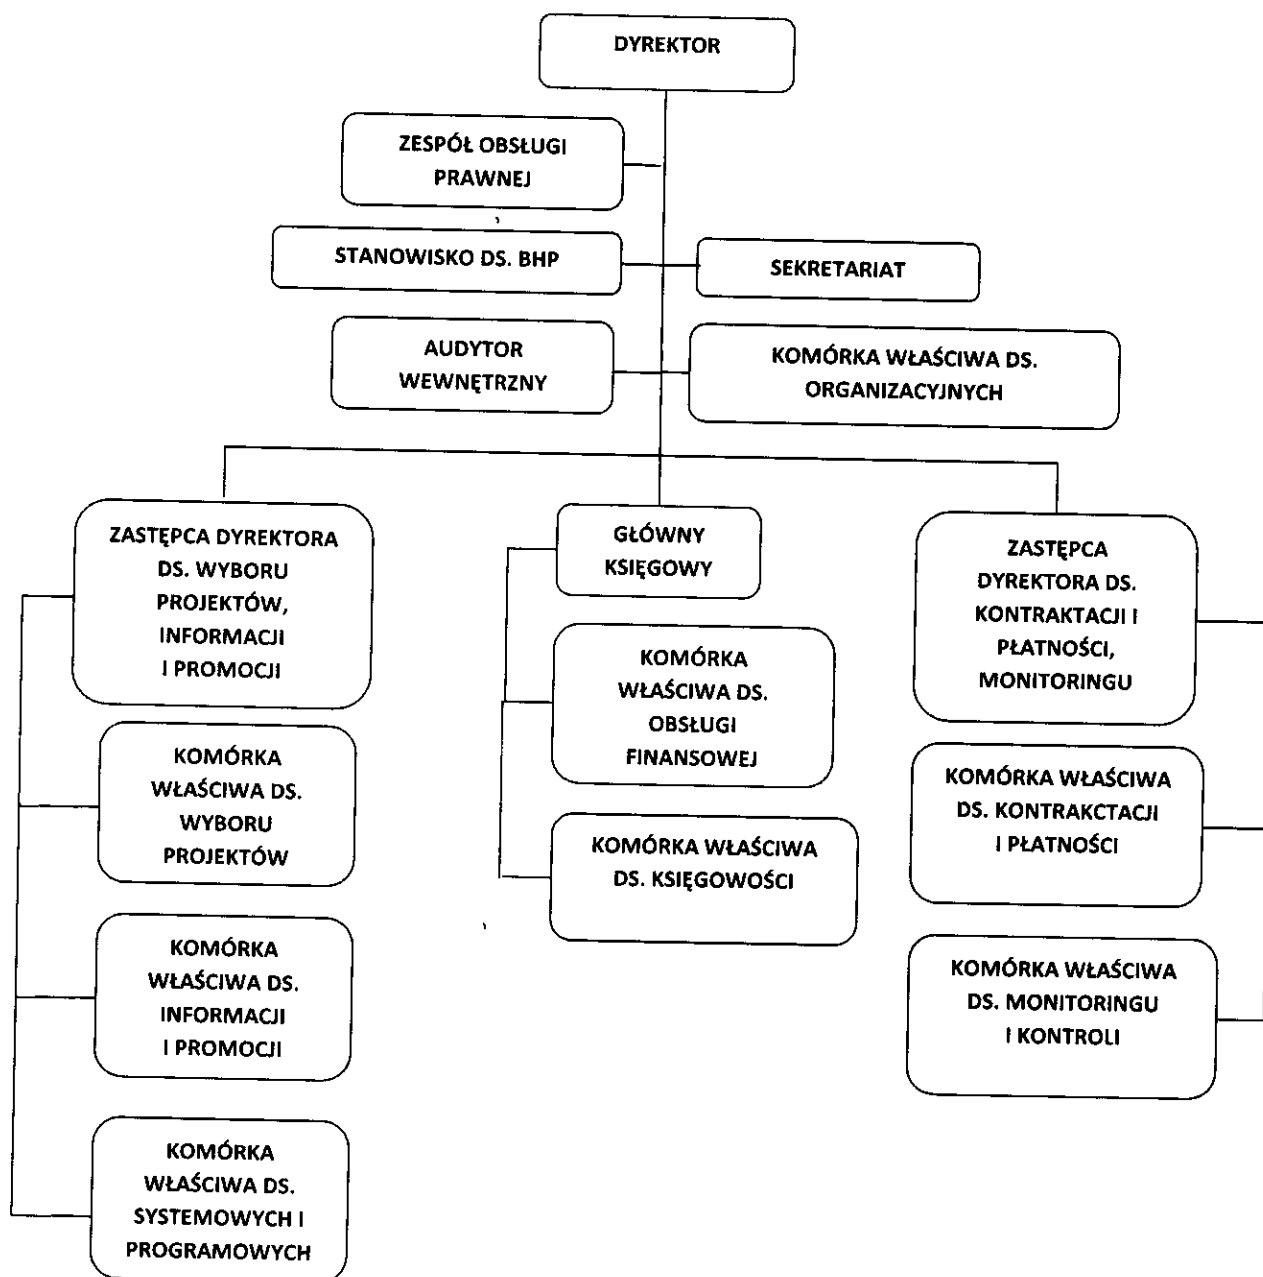 DYREKTOR
ZESPÓŁ OBSŁUGI
PRAWNEJ
STANOWISKO DS. BHP
SEKRETARIAT
AUDYTOR
WEWNĘTRZNY
KOMÓRKA WŁAŚCIWA DS.
ORGANIZACYJNYCH
ZASTĘPCA DYREKTORA
DS. WYBORU
PROJEKTÓW,
INFORMACJI
I PROMOCJI
GŁÓWNY
KSIĘGOWY
ZASTĘPCA
DYREKTORA DS.
KONTRAKTACJI I
PŁATNOŚCI,
MONITORINGU
KOMÓRKA
WŁAŚCIWA DS.
WYBORU
PROJEKTÓW
KOMÓRKA
WŁAŚCIWA DS.
OBSŁUGI
FINANSOWEJ
KOMÓRKA WŁAŚCIWA
DS. KONTRAKCTACJI
I PŁATNOŚCI
KOMÓRKA WŁAŚCIWA
DS. KSIĘGOWOŚCI
KOMÓRKA
WŁAŚCIWA DS.
INFORMACJI
I PROMOCJI
KOMÓRKA WŁAŚCIWA
DS. MONITORINGU
I KONTROLI
KOMÓRKA
WŁAŚCIWA DS.
SYSTEMOWYCH I
PROGRAMOWYCH